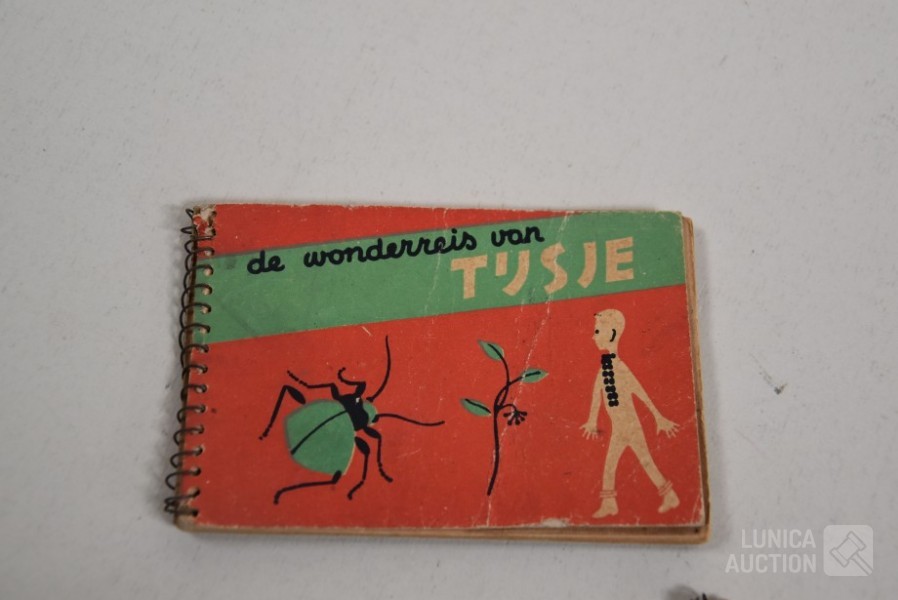 de wonderreis van
TIJSJE
LUNICA
AUCTION